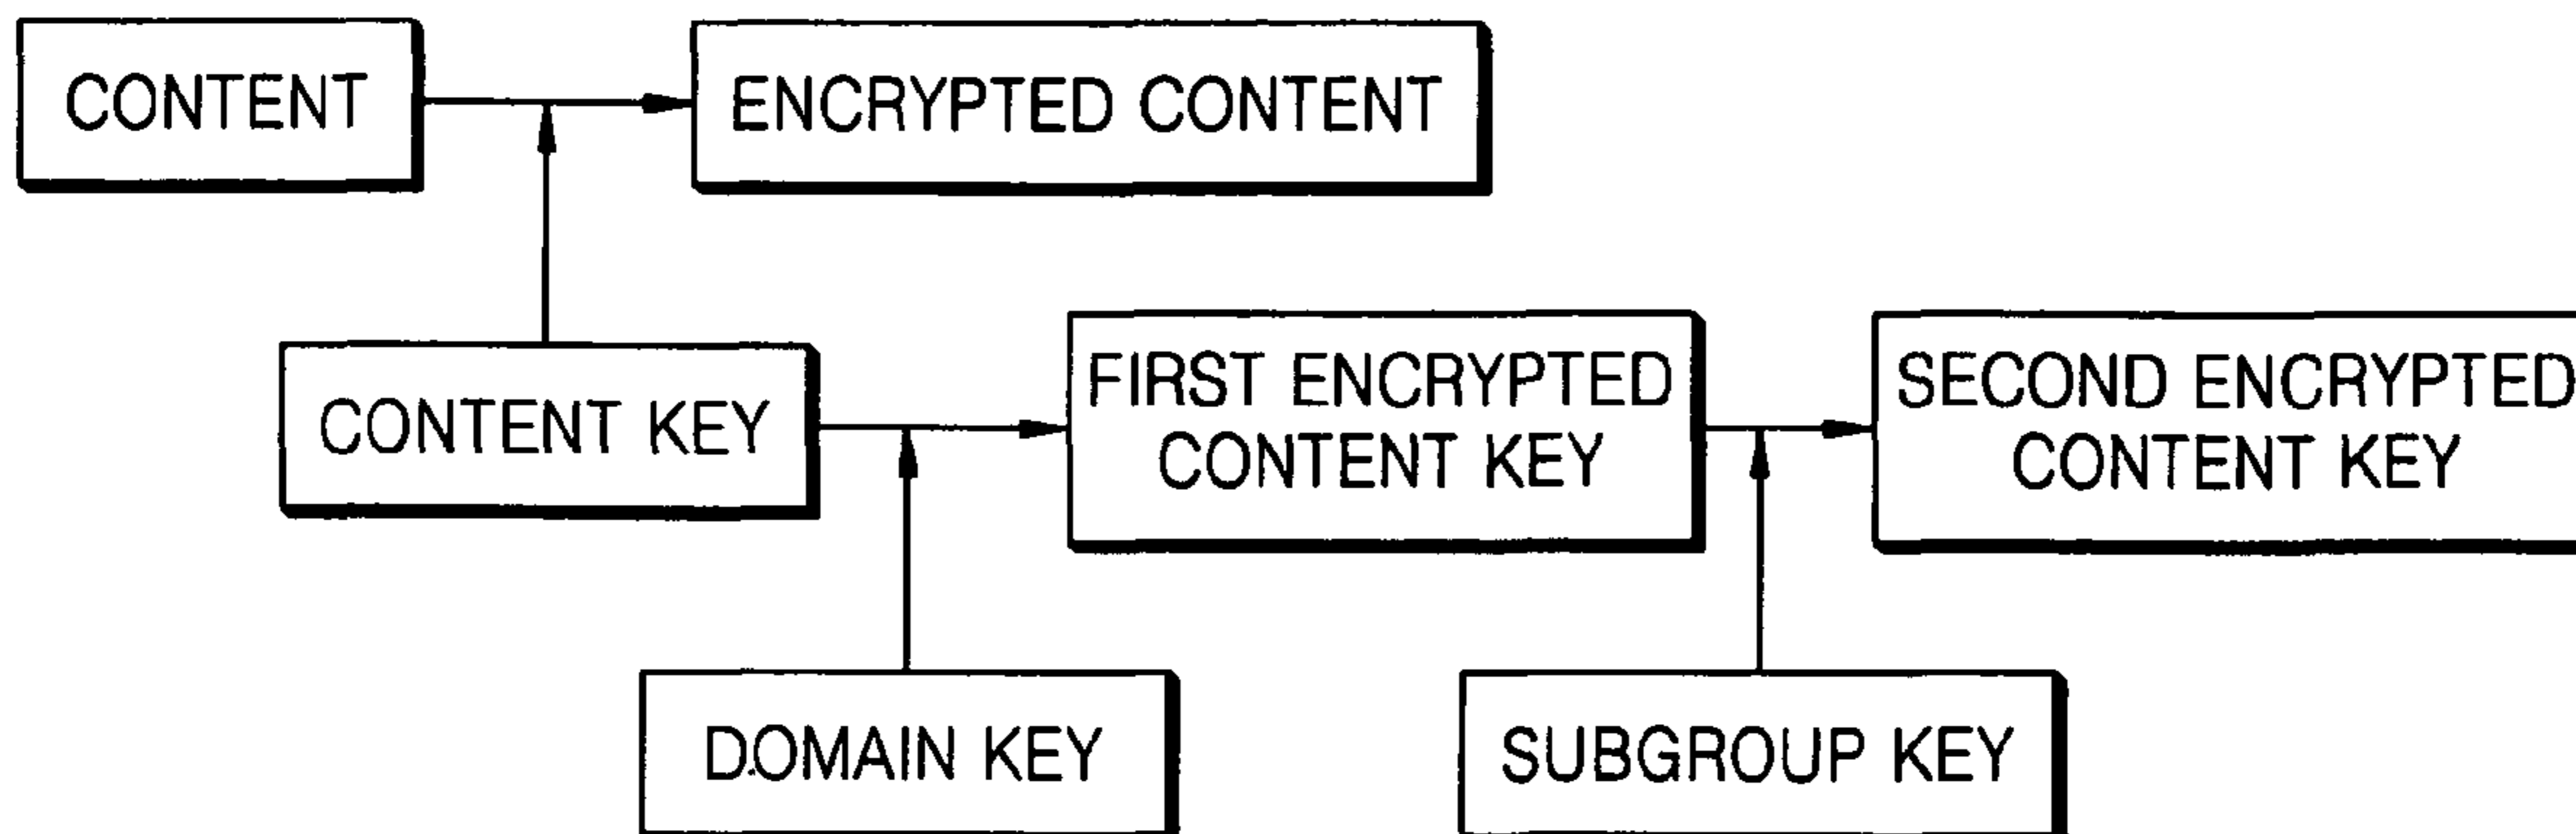 CONTENT
ENCRYPTED CONTENT
CONTENT KEY
FIRST ENCRYPTED
CONTENT KEY
SECOND ENCRYPTED
CONTENT KEY
DOMAIN KEY
SUBGROUP KEY